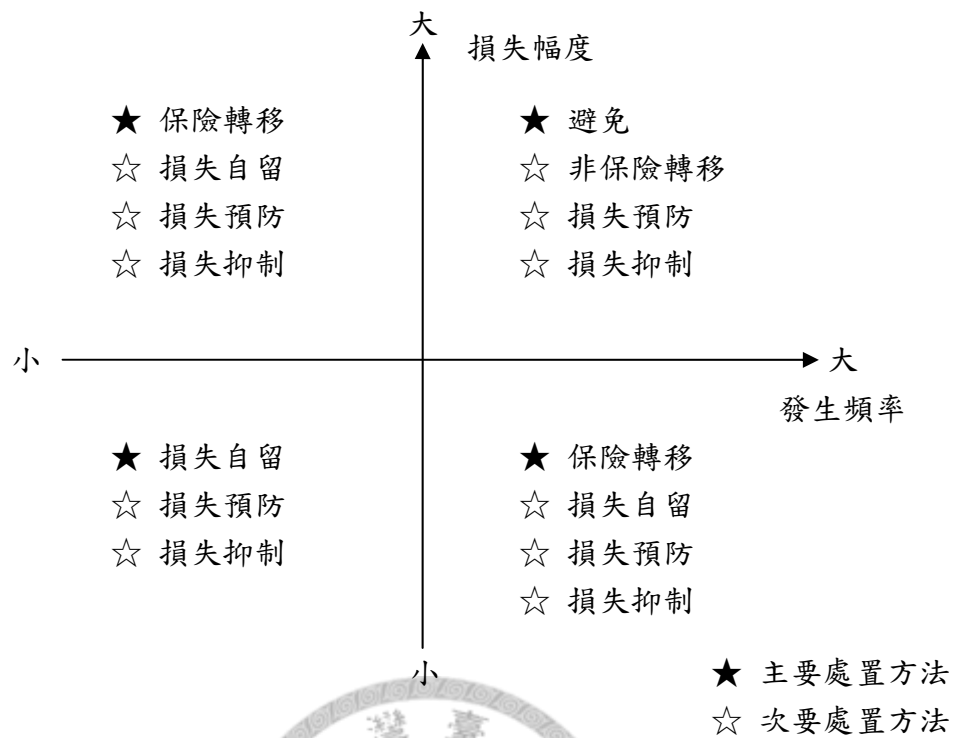 大
損失幅度
★ 保險轉移
☆ 損失自留
☆ 損失預防
☆ 損失抑制
★ 避免
☆ 非保險轉移
☆ 損失預防
☆ 損失抑制
小
大
發生頻率
★ 損失自留
☆ 損失預防
☆ 損失抑制
★ 保險轉移
☆ 損失自留
☆ 損失預防
☆ 損失抑制
小
★ 主要處置方法
☆ 次要處置方法
臺
灣